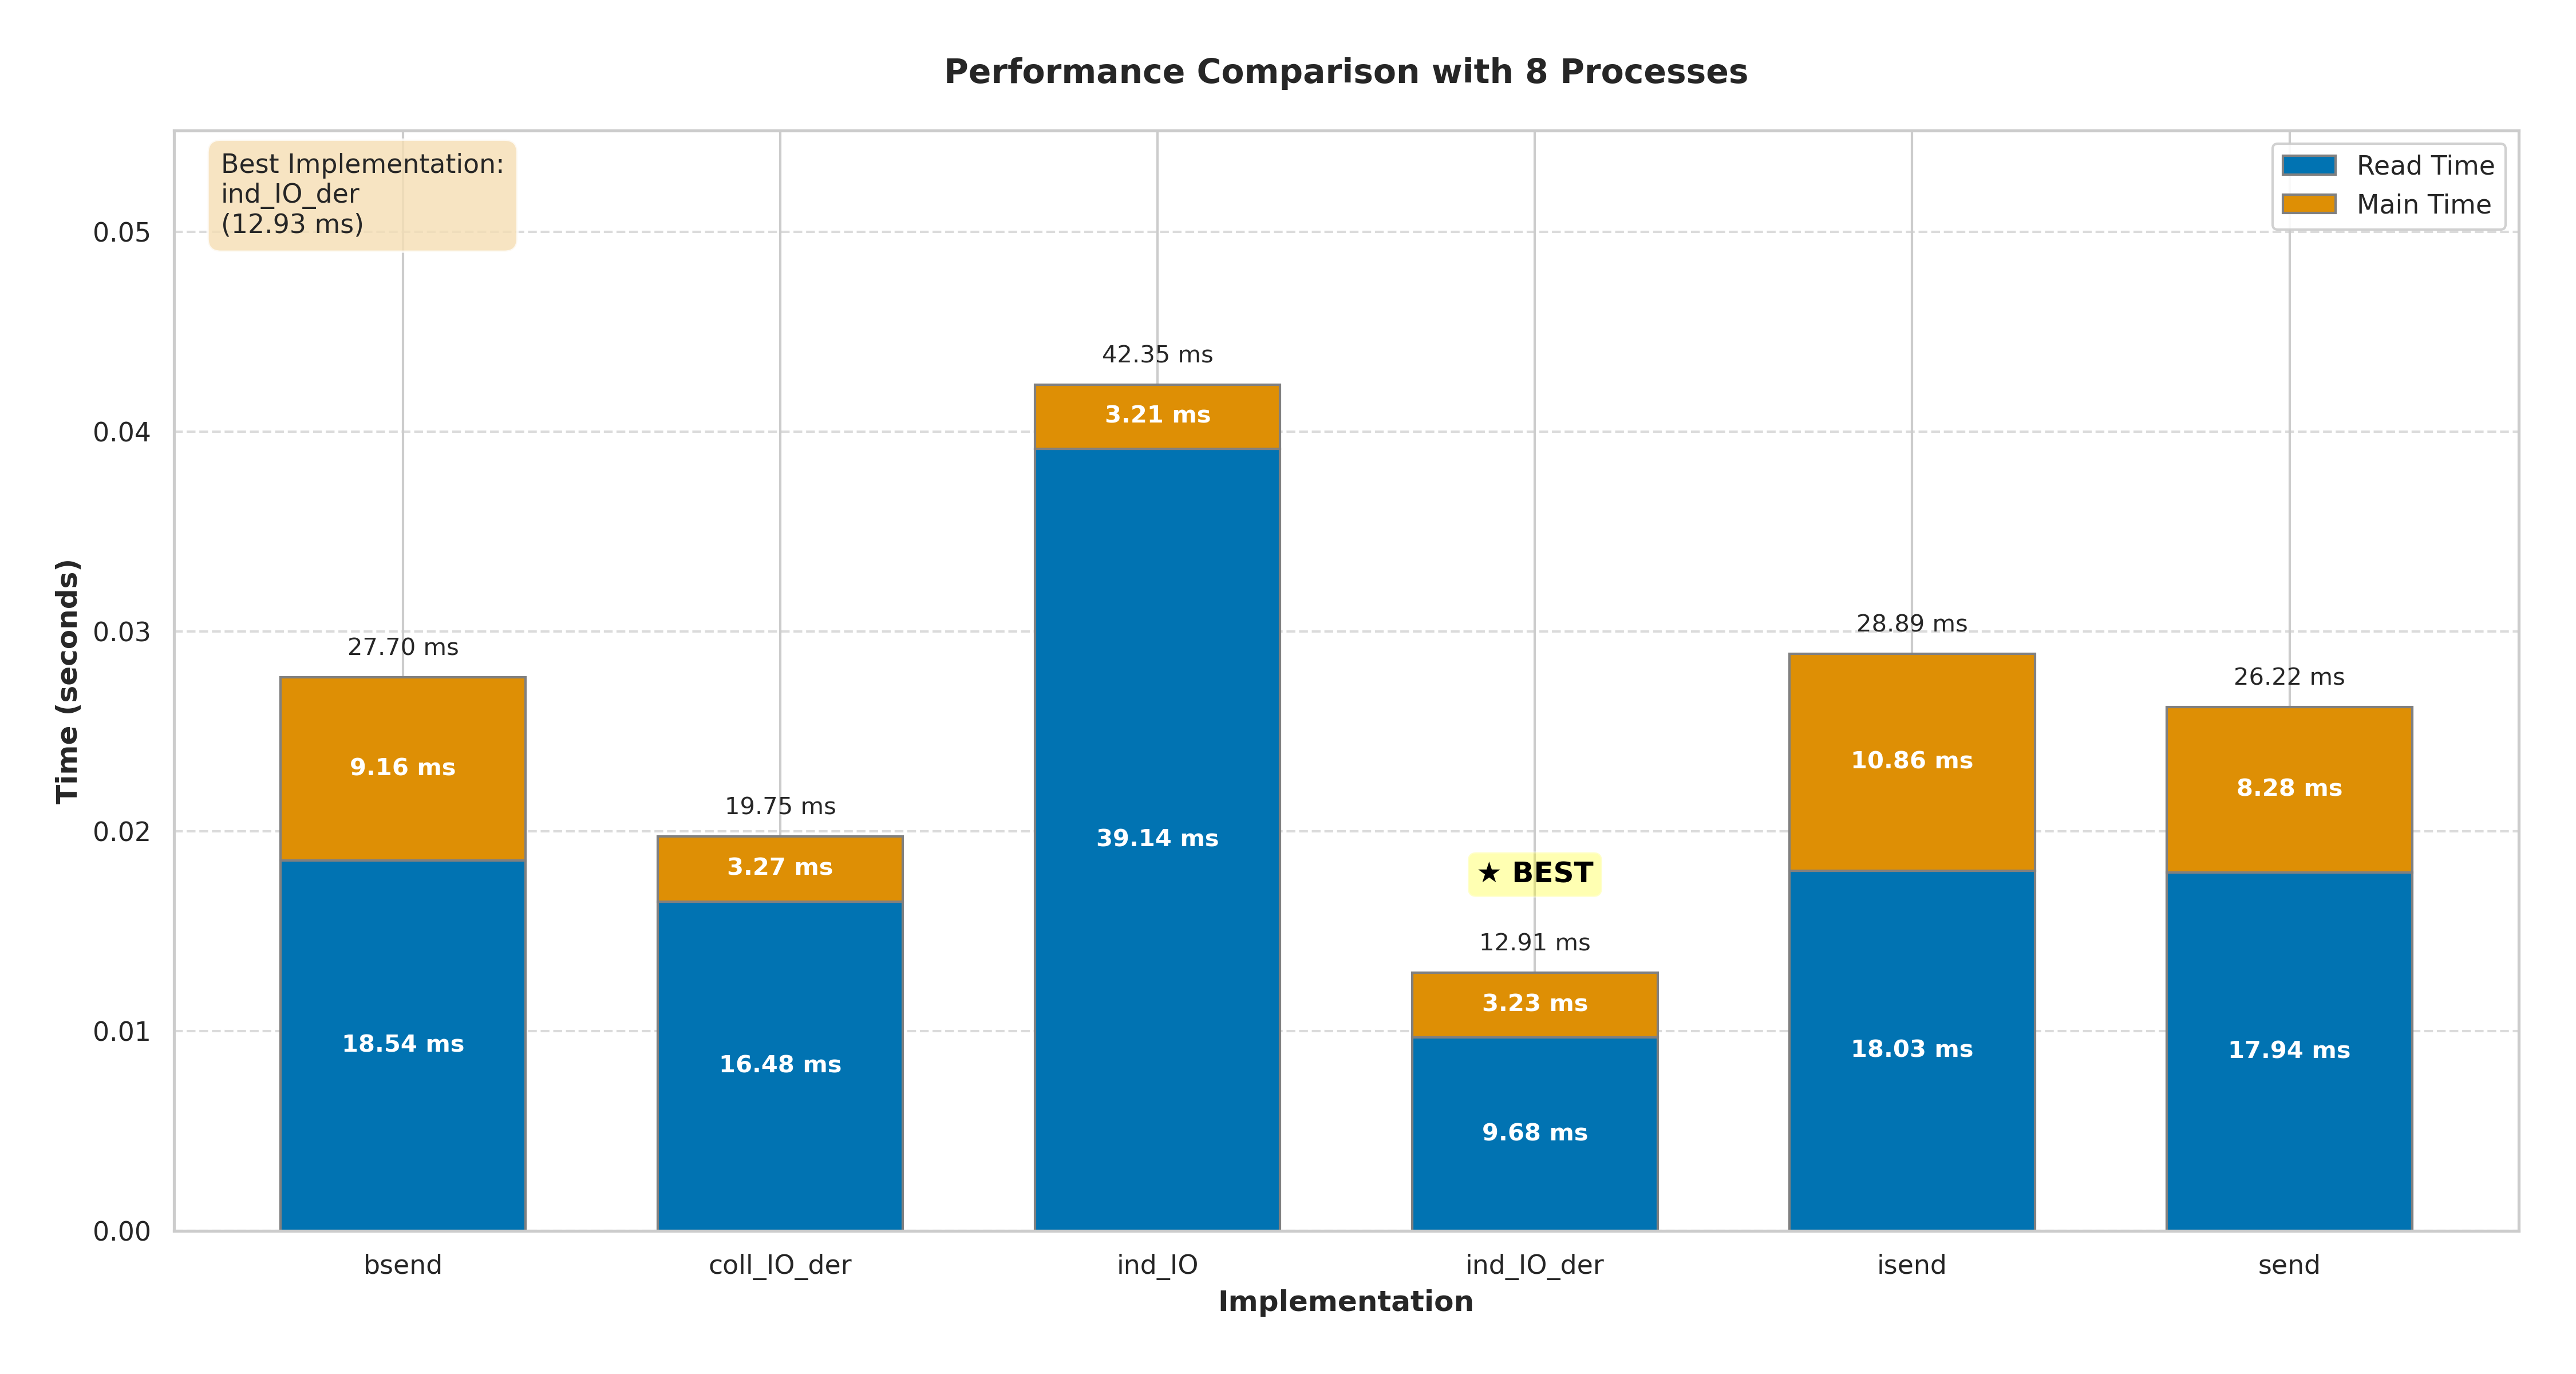 Performance Comparison with 8 Processes
Best Implementation:
ind_IO_der
(12.93 ms)
Read Time
Main Time
Time (seconds)
0.05
0.04
0.03
0.02
0.01
0.00
27.70 ms
9.16 ms
18.54 ms
19.75 ms
3.27 ms
16.48 ms
42.35 ms
3.21 ms
39.14 ms
★ BEST
12.91 ms
3.23 ms
9.68 ms
28.89 ms
10.86 ms
18.03 ms
26.22 ms
8.28 ms
17.94 ms
bsend
coll_IO_der
ind_IO
ind_IO_der
isend
send
Implementation